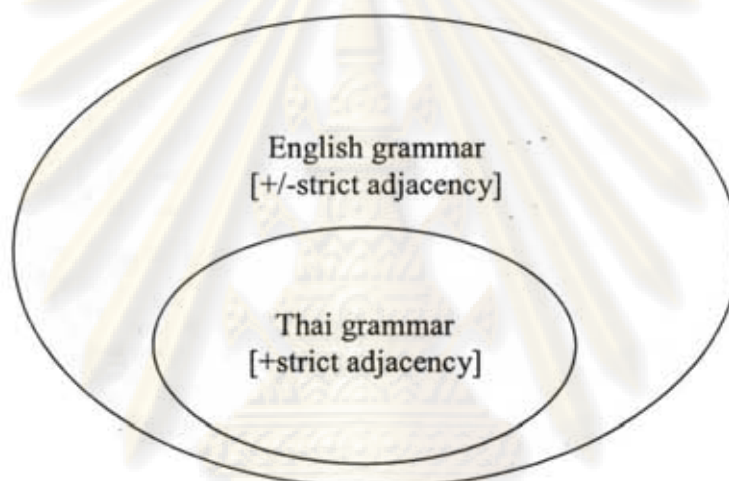 English grammar
[+/-strict adjacency]
Thai grammar
[+strict adjacency]